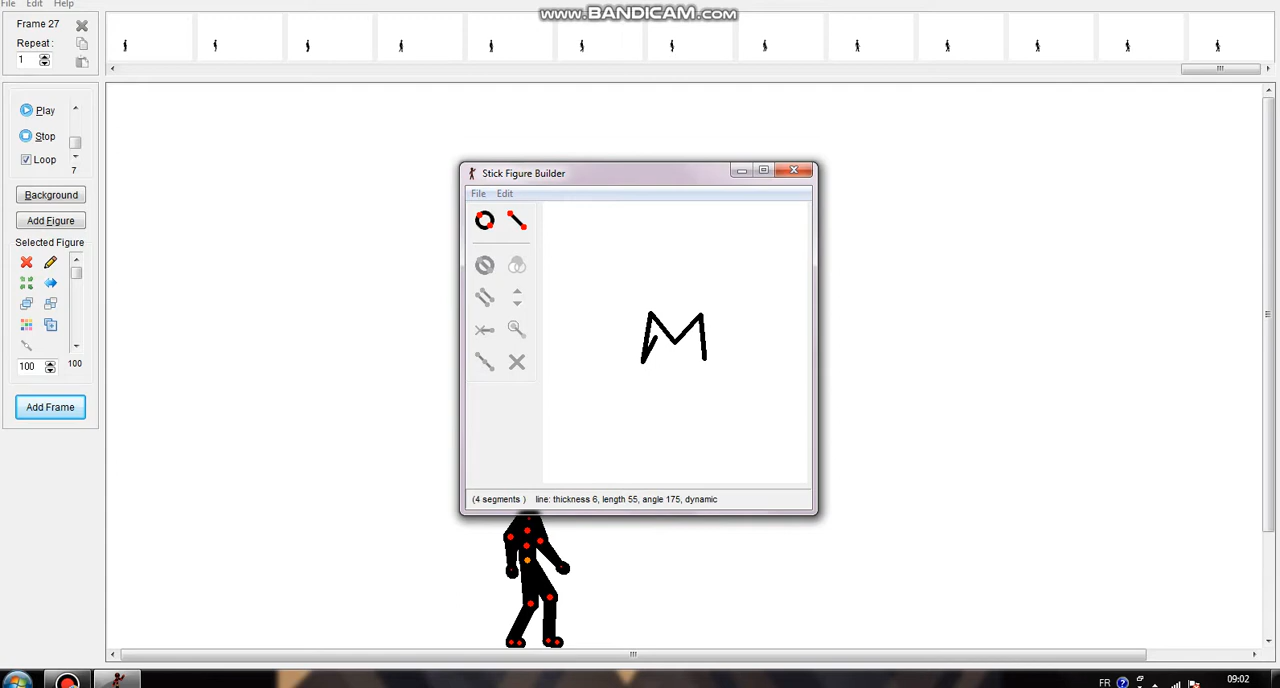 File Edit Help
www.BANDICAM.com
Frame 27
Repeat:
1
Play
Stop
Loop
7
Background
Add Figure
Selected Figure
100 100
Add Frame
Stick Figure Builder
File Edit
M
(4 segments ) line: thickness 6, length 55, angle 175, dynamic
FR
09:02